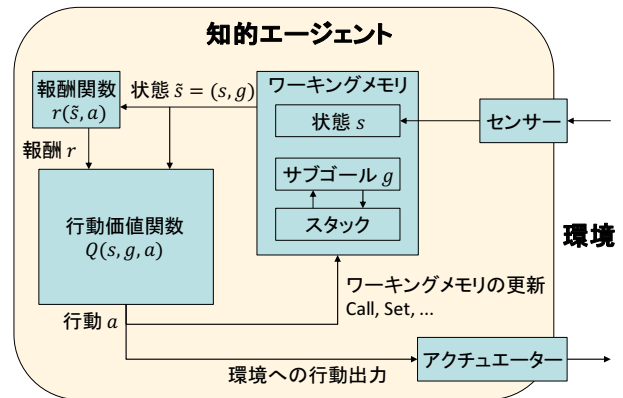 知的エージェント
報酬関数
r(s̃, a)
状態 s̃ = (s, g)
ワーキングメモリ
状態 s
センサー
報酬 r
サブゴール g
スタック
行動価値関数
Q(s, g, a)
環境
ワーキングメモリの更新
Call, Set, ...
行動 a
アクチュエーター
環境への行動出力